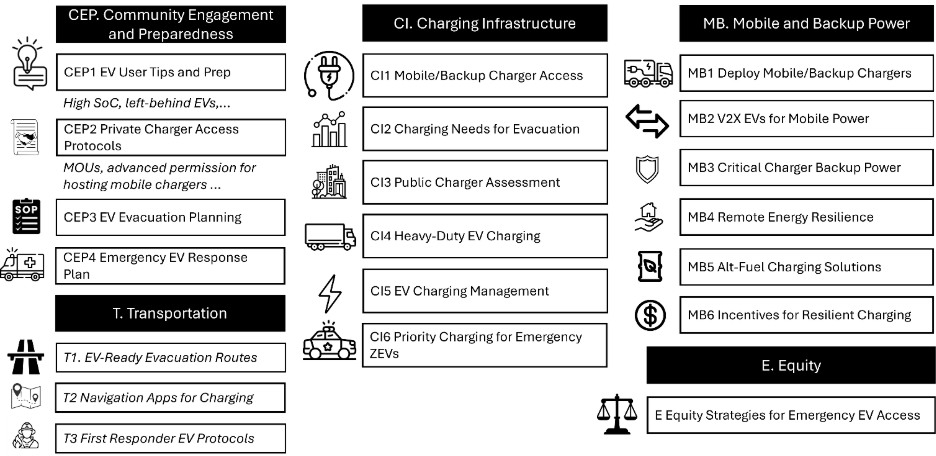 CEP. Community Engagement
and Preparedness
CEP1 EV User Tips and Prep
High SoC, left-behind EVs,...
CEP2 Private Charger Access
Protocols
MOUs, advanced permission for
hosting mobile chargers ...
SOP
CEP3 EV Evacuation Planning
CEP4 Emergency EV Response
Plan
T. Transportation
T1. EV-Ready Evacuation Routes
T2 Navigation Apps for Charging
T3 First Responder EV Protocols
CI. Charging Infrastructure
CI1 Mobile/Backup Charger Access
CI2 Charging Needs for Evacuation
CI3 Public Charger Assessment
CI4 Heavy-Duty EV Charging
CI5 EV Charging Management
CI6 Priority Charging for Emergency
ZEVs
MB. Mobile and Backup Power
MB1 Deploy Mobile/Backup Chargers
MB2 V2X EVs for Mobile Power
MB3 Critical Charger Backup Power
MB4 Remote Energy Resilience
MB5 Alt-Fuel Charging Solutions
$
MB6 Incentives for Resilient Charging
E. Equity
E Equity Strategies for Emergency EV Access